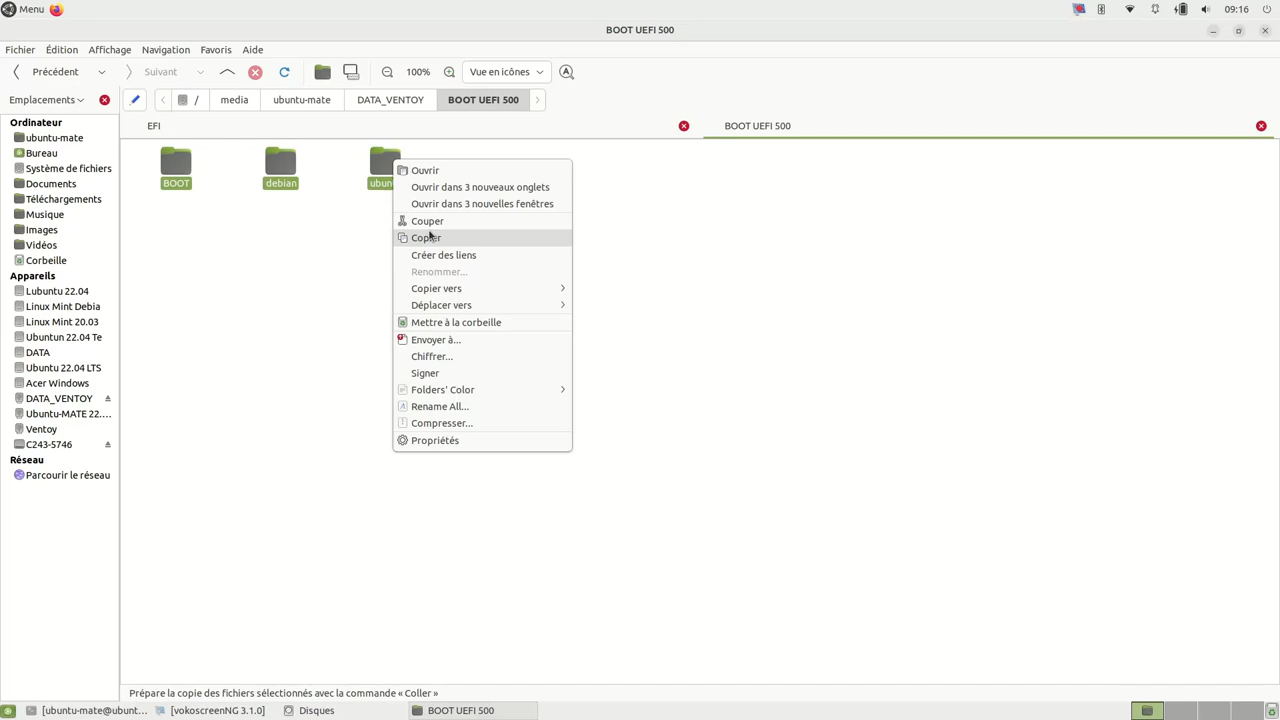 Menu
09:16
BOOT UEFI 500
Fichier Édition Affichage Navigation Favoris Aide
Précédent Suivant 100% Vue en icônes
Emplacements / media ubuntu-mate DATA_VENTOY BOOT UEFI 500
EFI BOOT UEFI 500
Ordinateur
ubuntu-mate
Bureau
Système de fichiers
Documents
Téléchargements
Musique
Images
Vidéos
Corbeille
Appareils
Lubuntu 22.04
Linux Mint Debia
Linux Mint 20.03
Ubuntun 22.04 Te
DATA
Ubuntu 22.04 LTS
Acer Windows
DATA_VENTOY
Ubuntu-MATE 22....
Ventoy
C243-5746
Réseau
Parcourir le réseau
BOOT debian ubun
Ouvrir
Ouvrir dans 3 nouveaux onglets
Ouvrir dans 3 nouvelles fenêtres
Couper
Copier
Créer des liens
Renommer...
Copier vers
Déplacer vers
Mettre à la corbeille
Envoyer à...
Chiffrer...
Signer
Folders' Color
Rename All...
Compresser...
Propriétés
Prépare la copie des fichiers sélectionnés avec la commande « Coller »
[ubuntu-mate@ubunt... [vokoscreenNG 3.1.0] Disques BOOT UEFI 500